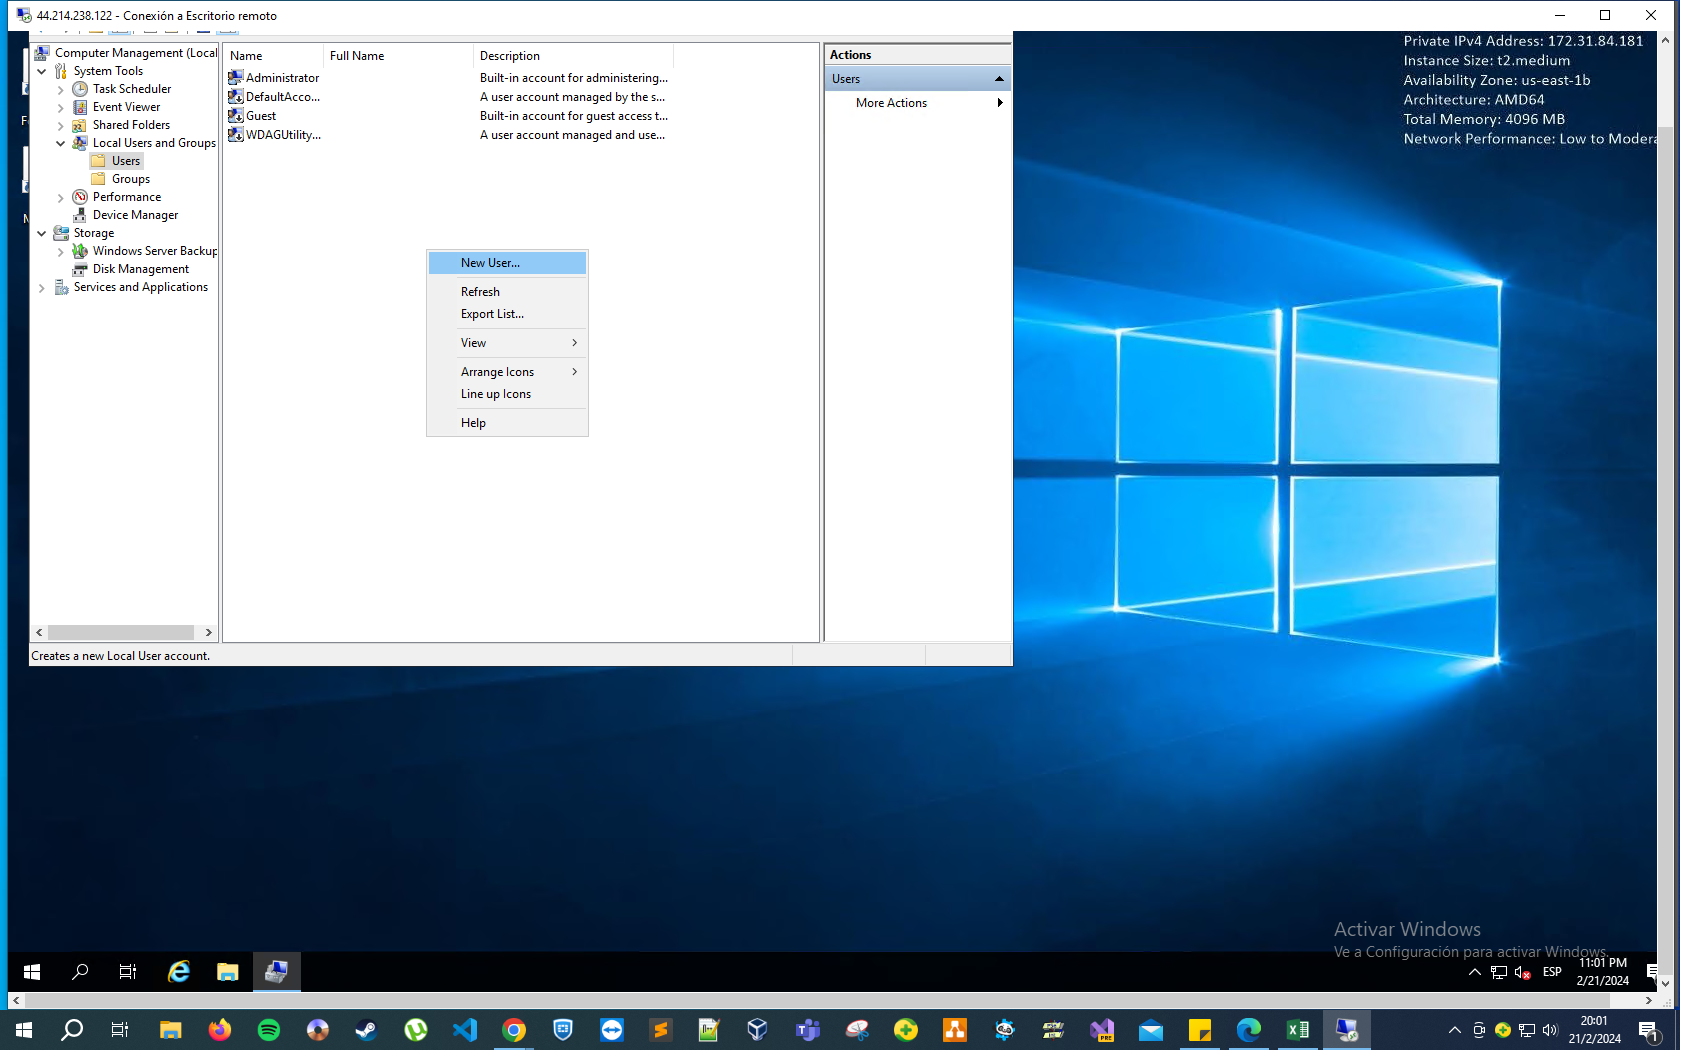 44.214.238.122 - Conexión a Escritorio remoto
Computer Management (Local
System Tools
Task Scheduler
Event Viewer
Shared Folders
Local Users and Groups
Users
Groups
Performance
Device Manager
Storage
Windows Server Backup
Disk Management
Services and Applications
Name Full Name Description
Administrator Built-in account for administering...
DefaultAcco... A user account managed by the s...
Guest Built-in account for guest access t...
WDAGUtility... A user account managed and use...
New User...
Refresh
Export List...
View
Arrange Icons
Line up Icons
Help
Actions
Users
More Actions
Creates a new Local User account.
Private IPv4 Address: 172.31.84.181
Instance Size: t2.medium
Availability Zone: us-east-1b
Architecture: AMD64
Total Memory: 4096 MB
Network Performance: Low to Modera
Activar Windows
Ve a Configuración para activar Windows.
ESP
11:01 PM
2/21/2024
20:01
21/2/2024
1